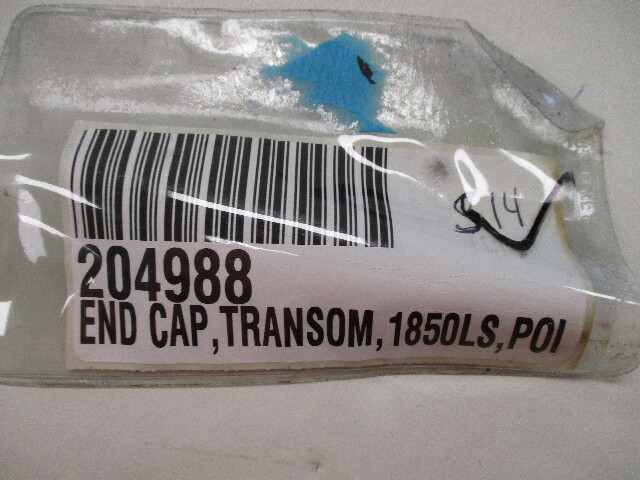 S 14
204988
END CAP, TRANSOM, 1850LS, POI